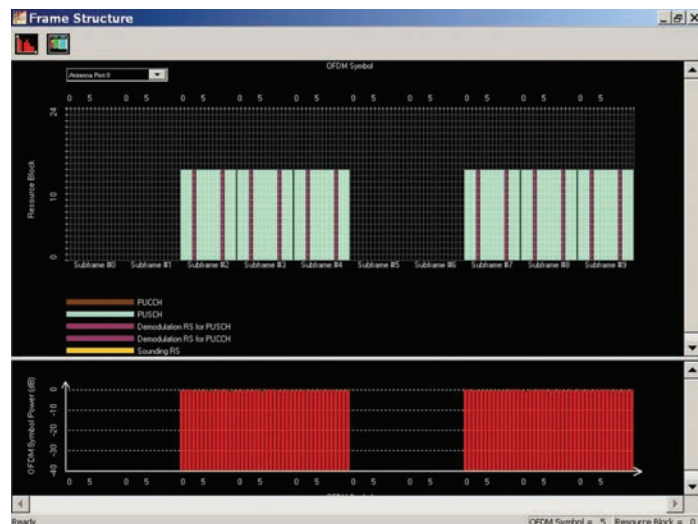 Frame Structure
Antenna Port 0
OFDM Symbol
0 5 0 5 0 5 0 5 0 5 0 5 0 5 0 5 0 5 0 5
24
10
0
Resource Block
Subframe #0 Subframe #1 Subframe #2 Subframe #3 Subframe #4 Subframe #5 Subframe #6 Subframe #7 Subframe #8 Subframe #9
PUCCH
PUSCH
Demodulation RS for PUSCH
Demodulation RS for PUCCH
Sounding RS
OFDM Symbol Power (dB)
0
-10
-20
-30
-40
0 5 0 5 0 5 0 5 0 5 0 5 0 5 0 5 0 5 0 5
Ready
OFDM Symbol = 5 Resource Block = 0